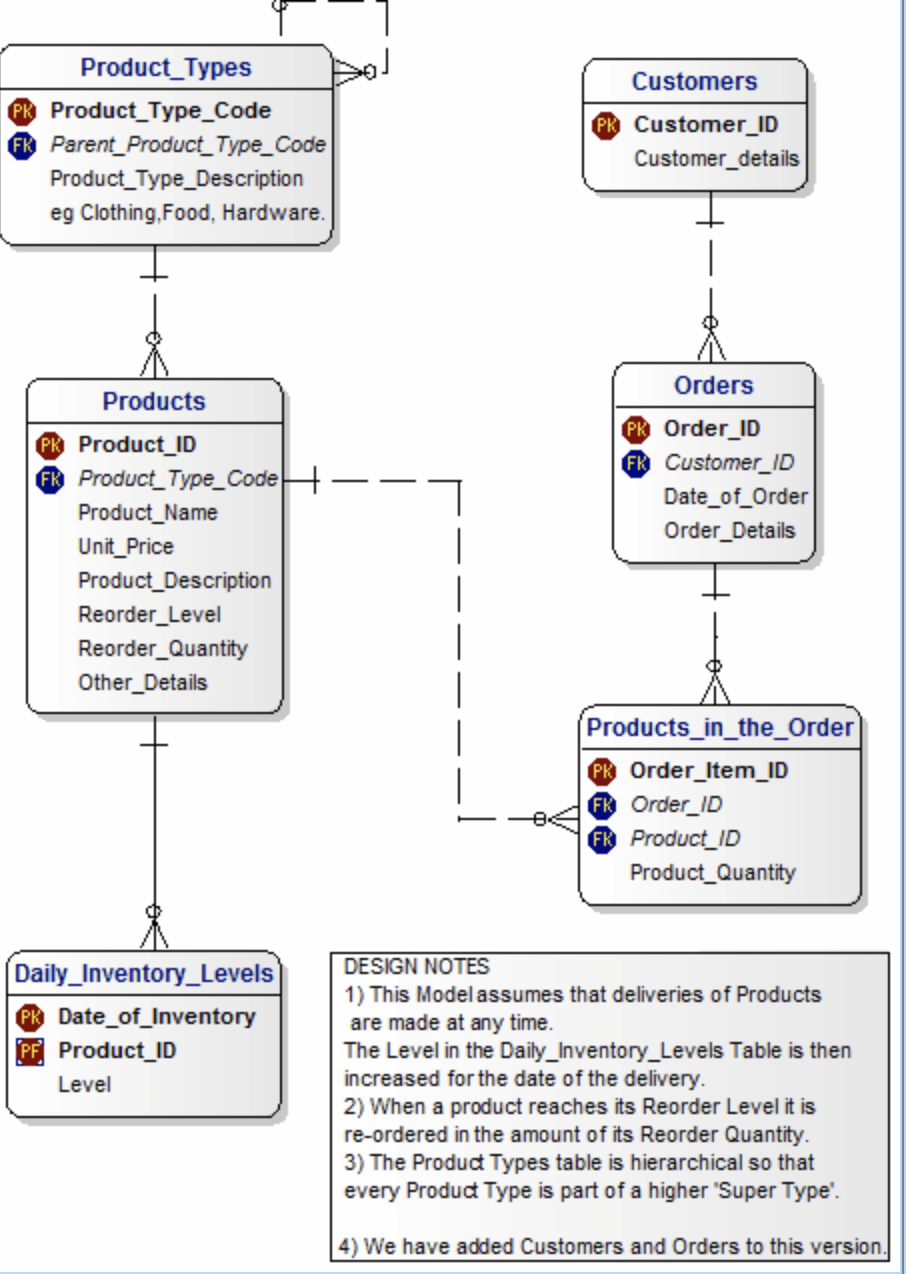 Product_Types
PK Product_Type_Code
FK Parent_Product_Type_Code
Product_Type_Description
eg Clothing,Food, Hardware.
Customers
PK Customer_ID
Customer_details
Products
PK Product_ID
FK Product_Type_Code
Product_Name
Unit_Price
Product_Description
Reorder_Level
Reorder_Quantity
Other_Details
Orders
PK Order_ID
FK Customer_ID
Date_of_Order
Order_Details
Products_in_the_Order
PK Order_Item_ID
FK Order_ID
FK Product_ID
Product_Quantity
Daily_Inventory_Levels
PK Date_of_Inventory
PF Product_ID
Level
DESIGN NOTES
1) This Model assumes that deliveries of Products
are made at any time.
The Level in the Daily_Inventory_Levels Table is then
increased for the date of the delivery.
2) When a product reaches its Reorder Level it is
re-ordered in the amount of its Reorder Quantity.
3) The Product Types table is hierarchical so that
every Product Type is part of a higher 'Super Type'.
4) We have added Customers and Orders to this version.